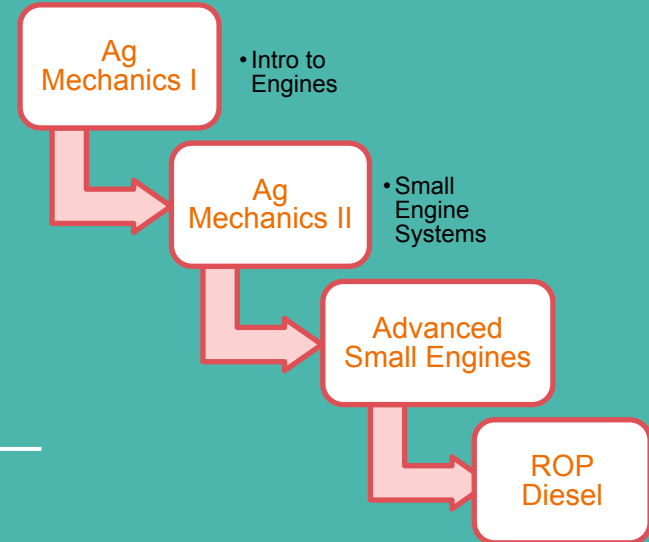 Ag
Mechanics I
• Intro to
Engines
Ag
Mechanics II
• Small
Engine
Systems
Advanced
Small Engines
ROP
Diesel